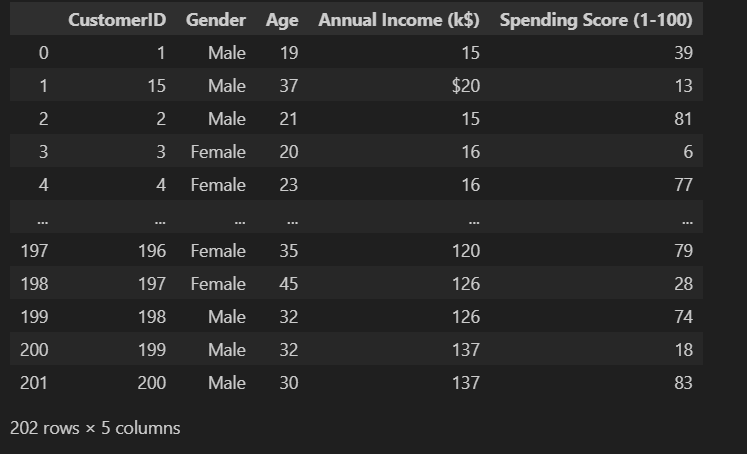 CustomerID Gender Age Annual Income (k$) Spending Score (1-100)
0 1 Male 19 15 39
1 15 Male 37 $20 13
2 2 Male 21 15 81
3 3 Female 20 16 6
4 4 Female 23 16 77
... ... ... ... ... ...
197 196 Female 35 120 79
198 197 Female 45 126 28
199 198 Male 32 126 74
200 199 Male 32 137 18
201 200 Male 30 137 83
202 rows × 5 columns